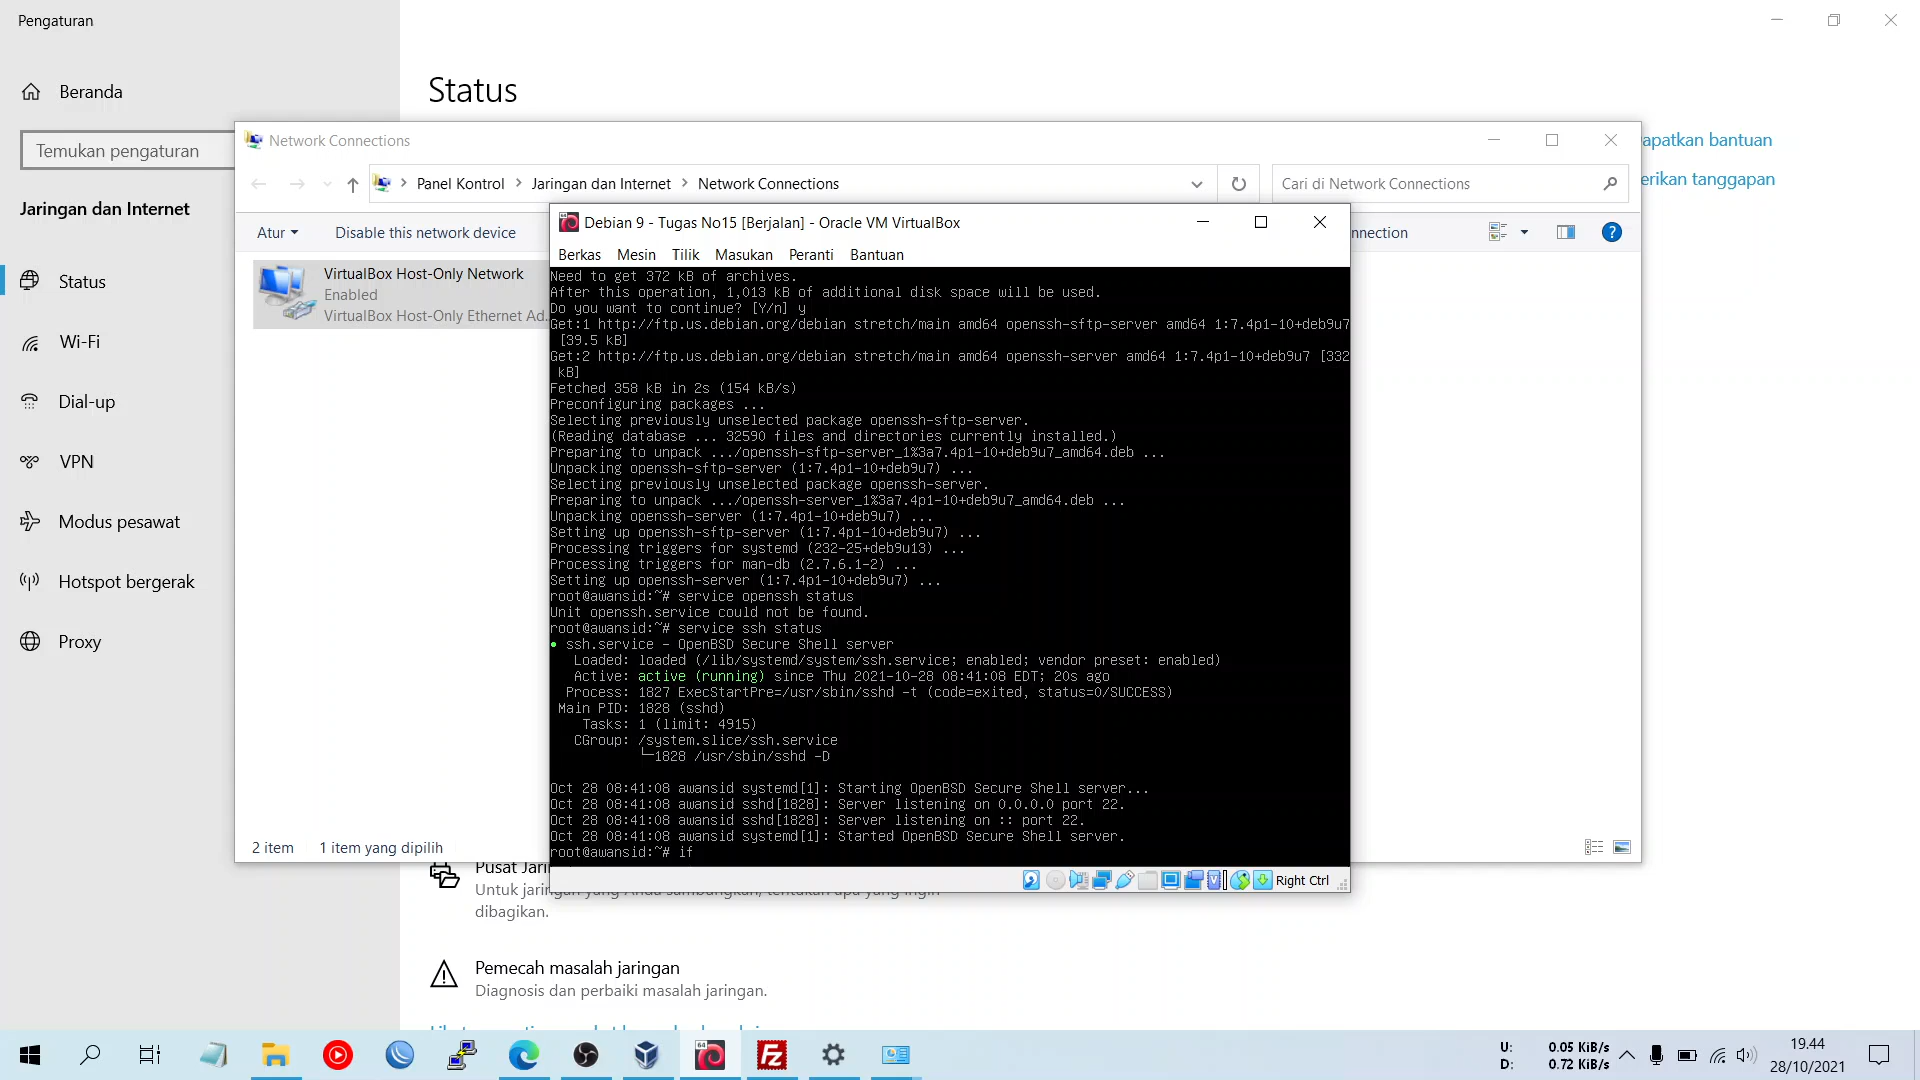 Pengaturan
Beranda
Temukan pengaturan
Jaringan dan Internet
Status
Wi-Fi
Dial-up
VPN
Modus pesawat
Hotspot bergerak
Proxy
Status
apatkan bantuan
erikan tanggapan
Network Connections
Panel Kontrol > Jaringan dan Internet > Network Connections
Cari di Network Connections
Atur
Disable this network device
nnection
VirtualBox Host-Only Network
Enabled
VirtualBox Host-Only Ethernet Ad...
2 item
1 item yang dipilih
Debian 9 - Tugas No15 [Berjalan] - Oracle VM VirtualBox
Berkas Mesin Tilik Masukan Peranti Bantuan
Need to get 372 kB of archives.
After this operation, 1,013 kB of additional disk space will be used.
Do you want to continue? [Y/n] y
Get:1 http://ftp.us.debian.org/debian stretch/main amd64 openssh-sftp-server amd64 1:7.4p1-10+deb9u7
[39.5 kB]
Get:2 http://ftp.us.debian.org/debian stretch/main amd64 openssh-server amd64 1:7.4p1-10+deb9u7 [332
kB]
Fetched 358 kB in 2s (154 kB/s)
Preconfiguring packages ...
Selecting previously unselected package openssh-sftp-server.
(Reading database ... 32590 files and directories currently installed.)
Preparing to unpack .../openssh-sftp-server_1%3a7.4p1-10+deb9u7_amd64.deb ...
Unpacking openssh-sftp-server (1:7.4p1-10+deb9u7) ...
Selecting previously unselected package openssh-server.
Preparing to unpack .../openssh-server_1%3a7.4p1-10+deb9u7_amd64.deb ...
Unpacking openssh-server (1:7.4p1-10+deb9u7) ...
Setting up openssh-sftp-server (1:7.4p1-10+deb9u7) ...
Processing triggers for systemd (232-25+deb9u13) ...
Processing triggers for man-db (2.7.6.1-2) ...
Setting up openssh-server (1:7.4p1-10+deb9u7) ...
root@awansid:~# service openssh status
Unit openssh.service could not be found.
root@awansid:~# service ssh status
● ssh.service - OpenBSD Secure Shell server
Loaded: loaded (/lib/systemd/system/ssh.service; enabled; vendor preset: enabled)
Active: active (running) since Thu 2021-10-28 08:41:08 EDT; 20s ago
Process: 1827 ExecStartPre=/usr/sbin/sshd -t (code=exited, status=0/SUCCESS)
Main PID: 1828 (sshd)
Tasks: 1 (limit: 4915)
CGroup: /system.slice/ssh.service
└─1828 /usr/sbin/sshd -D
Oct 28 08:41:08 awansid systemd[1]: Starting OpenBSD Secure Shell server...
Oct 28 08:41:08 awansid sshd[1828]: Server listening on 0.0.0.0 port 22.
Oct 28 08:41:08 awansid sshd[1828]: Server listening on :: port 22.
Oct 28 08:41:08 awansid systemd[1]: Started OpenBSD Secure Shell server.
root@awansid:~# if
Right Ctrl
Pusat Jari
Untuk jaringan yang Anda sambungkan, tentukan apa yang ingin
dibagikan.
Pemecah masalah jaringan
Diagnosis dan perbaiki masalah jaringan.
U: 0.05 KiB/s
D: 0.72 KiB/s
19.44
28/10/2021